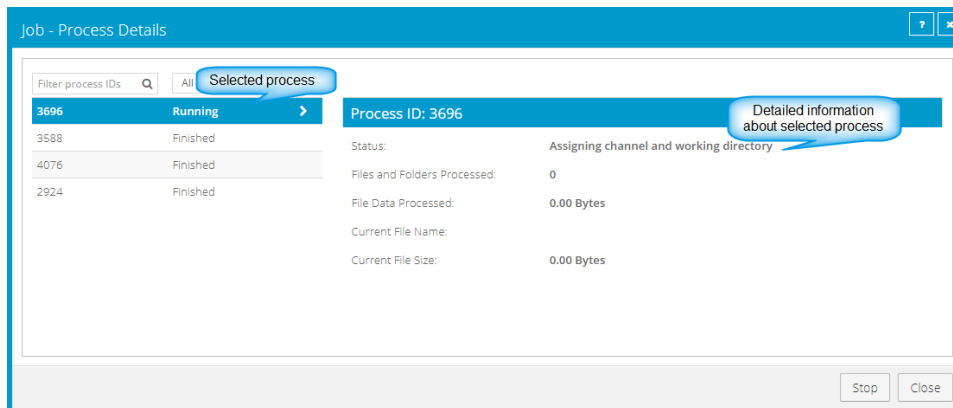 Job - Process Details
?
x
Filter process IDs
All
Selected process
3696 Running
3588 Finished
4076 Finished
2924 Finished
Process ID: 3696
Detailed information
about selected process
Status: Assigning channel and working directory
Files and Folders Processed: 0
File Data Processed: 0.00 Bytes
Current File Name:
Current File Size: 0.00 Bytes
Stop
Close